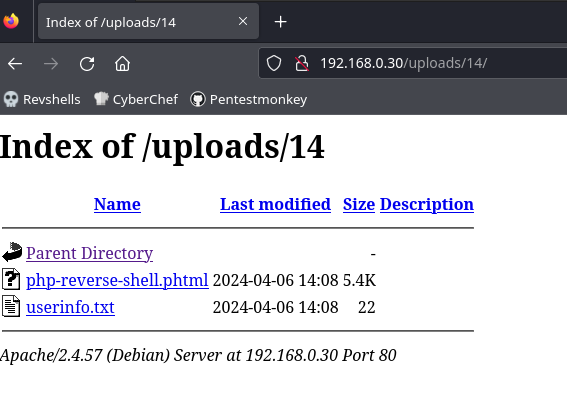 Index of /uploads/14
192.168.0.30/uploads/14/
Revshells CyberChef Pentestmonkey
Index of /uploads/14
Name Last modified Size Description
Parent Directory -
php-reverse-shell.phtml 2024-04-06 14:08 5.4K
userinfo.txt 2024-04-06 14:08 22
Apache/2.4.57 (Debian) Server at 192.168.0.30 Port 80